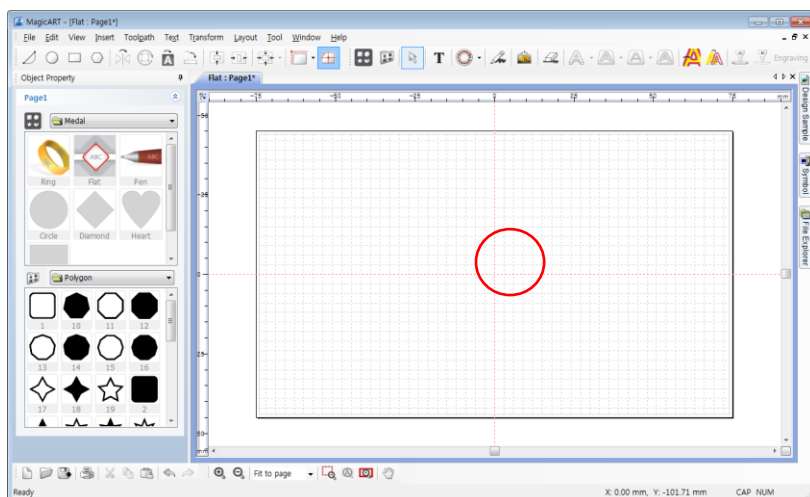 MagicART - [Flat : Page1*]
File Edit View Insert Toolpath Text Transform Layout Tool Window Help
T A A A A A A Engraving
Object Property
Flat : Page1*
Page1
Medal
ABC ABC
Ring Flat Pen
Circle Diamond Heart
Polygon
1 10 11 12
13 14 15 16
17 18 19 2
-75 -50 -25 0 25 50 75 mm
-50
-25
0
25
50
mm
Design Sample
Symbol
File Explorer
Fit to page
Ready X: 0.00 mm, Y: -101.71 mm CAP NUM